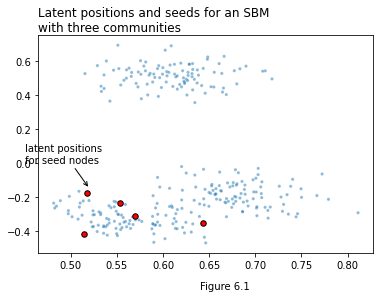 Latent positions and seeds for an SBM
with three communities
0.6
0.4
0.2
latent positions
for seed nodes
0.0
−0.2
−0.4
0.50
0.55
0.60
0.65
0.70
0.75
0.80
Figure 6.1